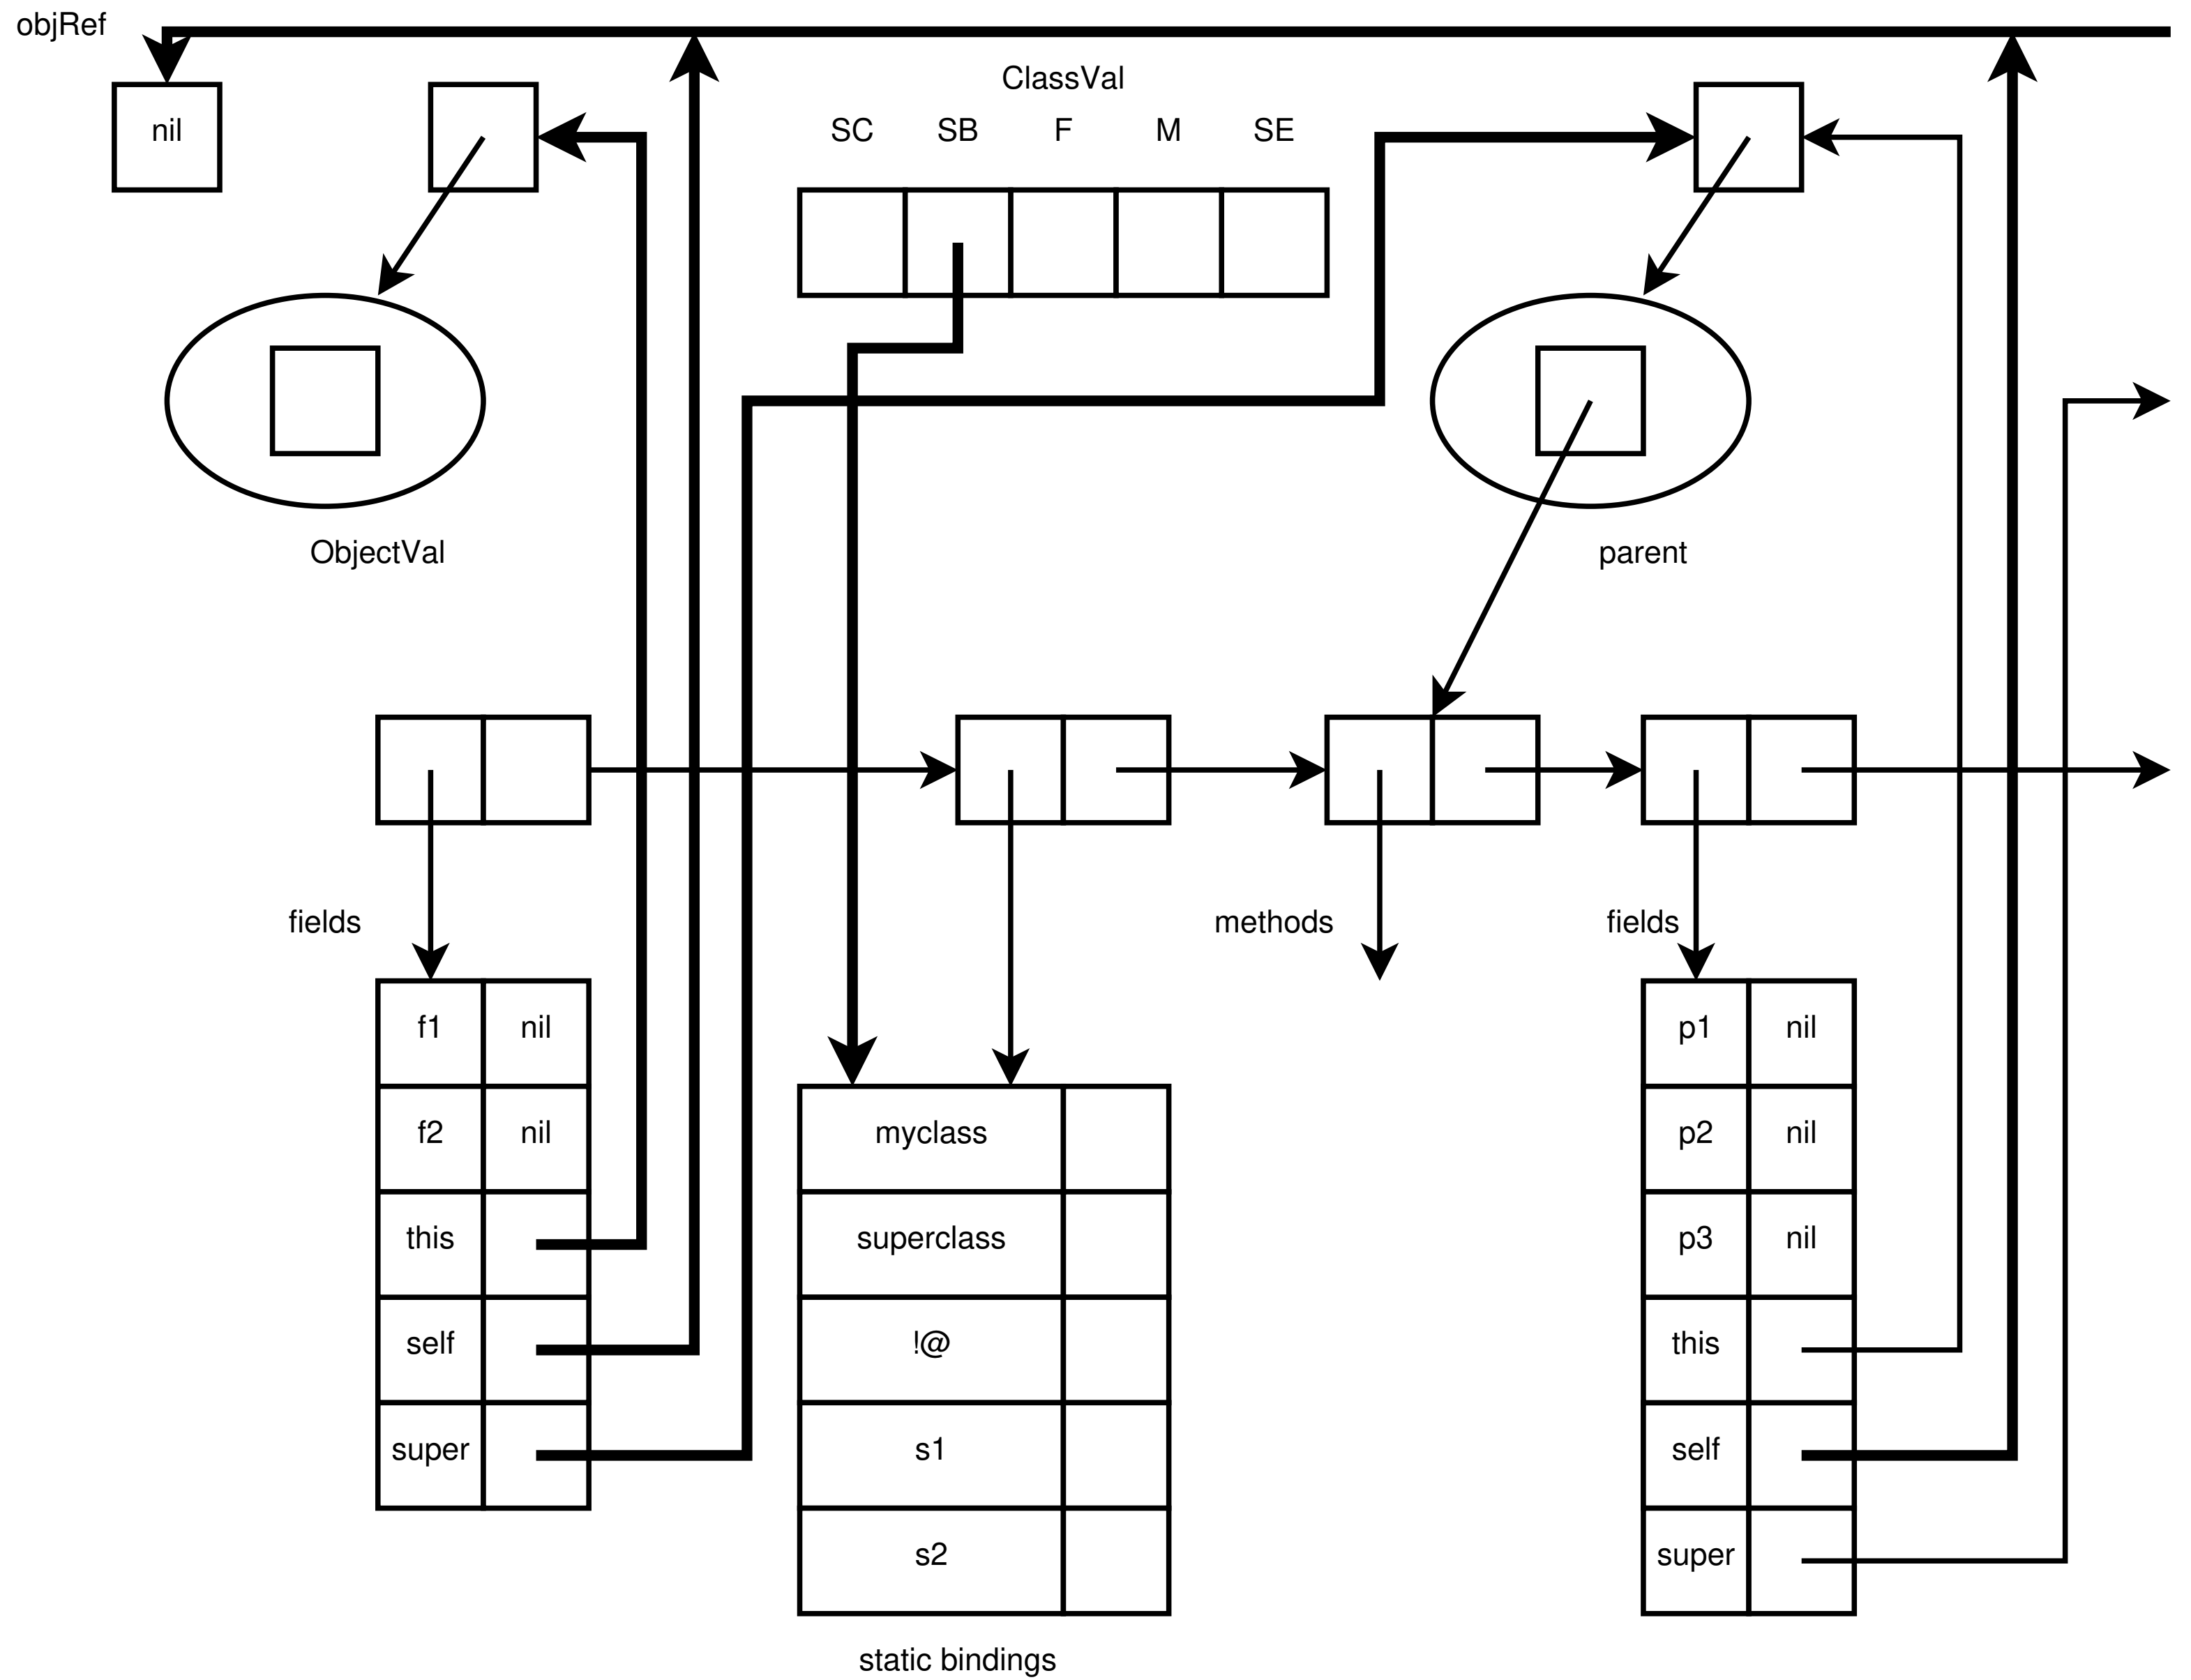 objRef
ClassVal
nil
SC SB F M SE
ObjectVal
parent
fields
methods
fields
f1 nil
f2 nil
this
self
super
myclass
superclass
!@
s1
s2
static bindings
p1 nil
p2 nil
p3 nil
this
self
super